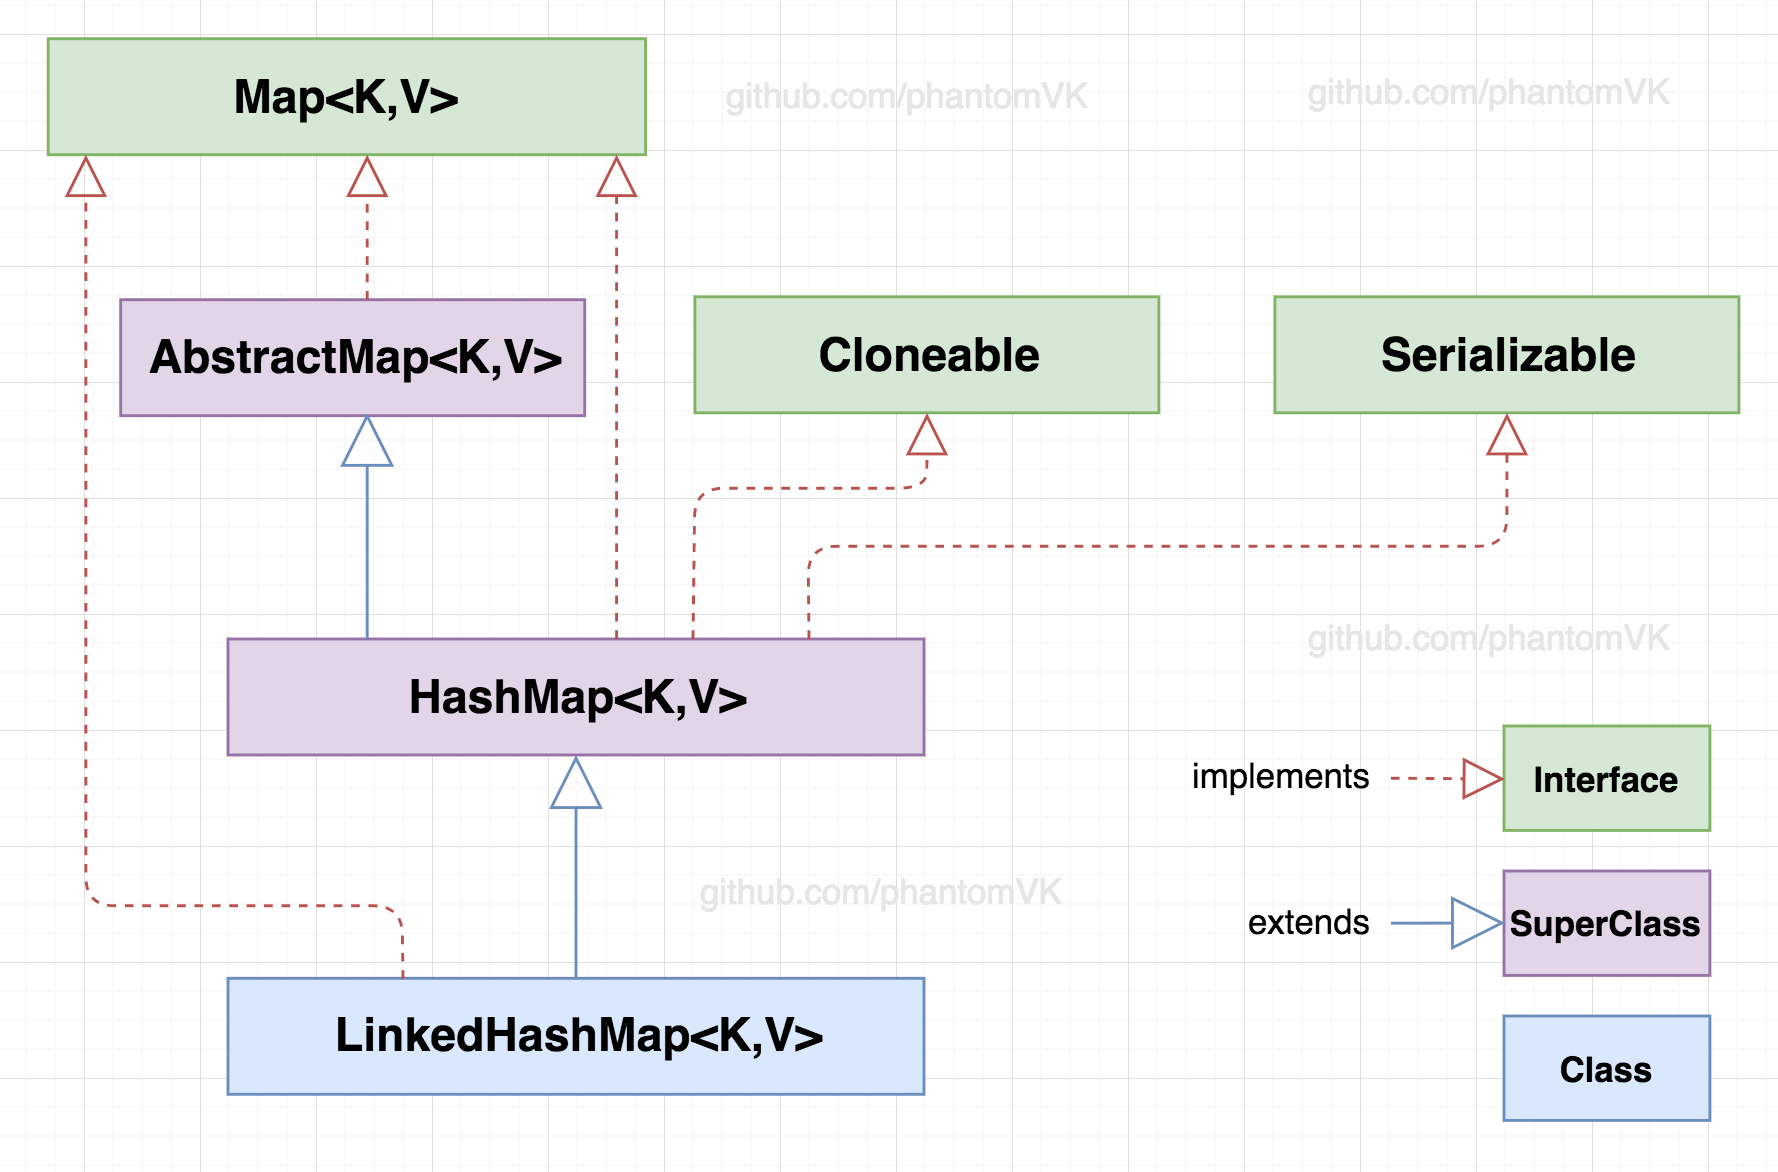 Map<K,V>
github.com/phantomVK
github.com/phantomVK
AbstractMap<K,V>
Cloneable
Serializable
HashMap<K,V>
github.com/phantomVK
implements
Interface
github.com/phantomVK
extends
SuperClass
LinkedHashMap<K,V>
Class